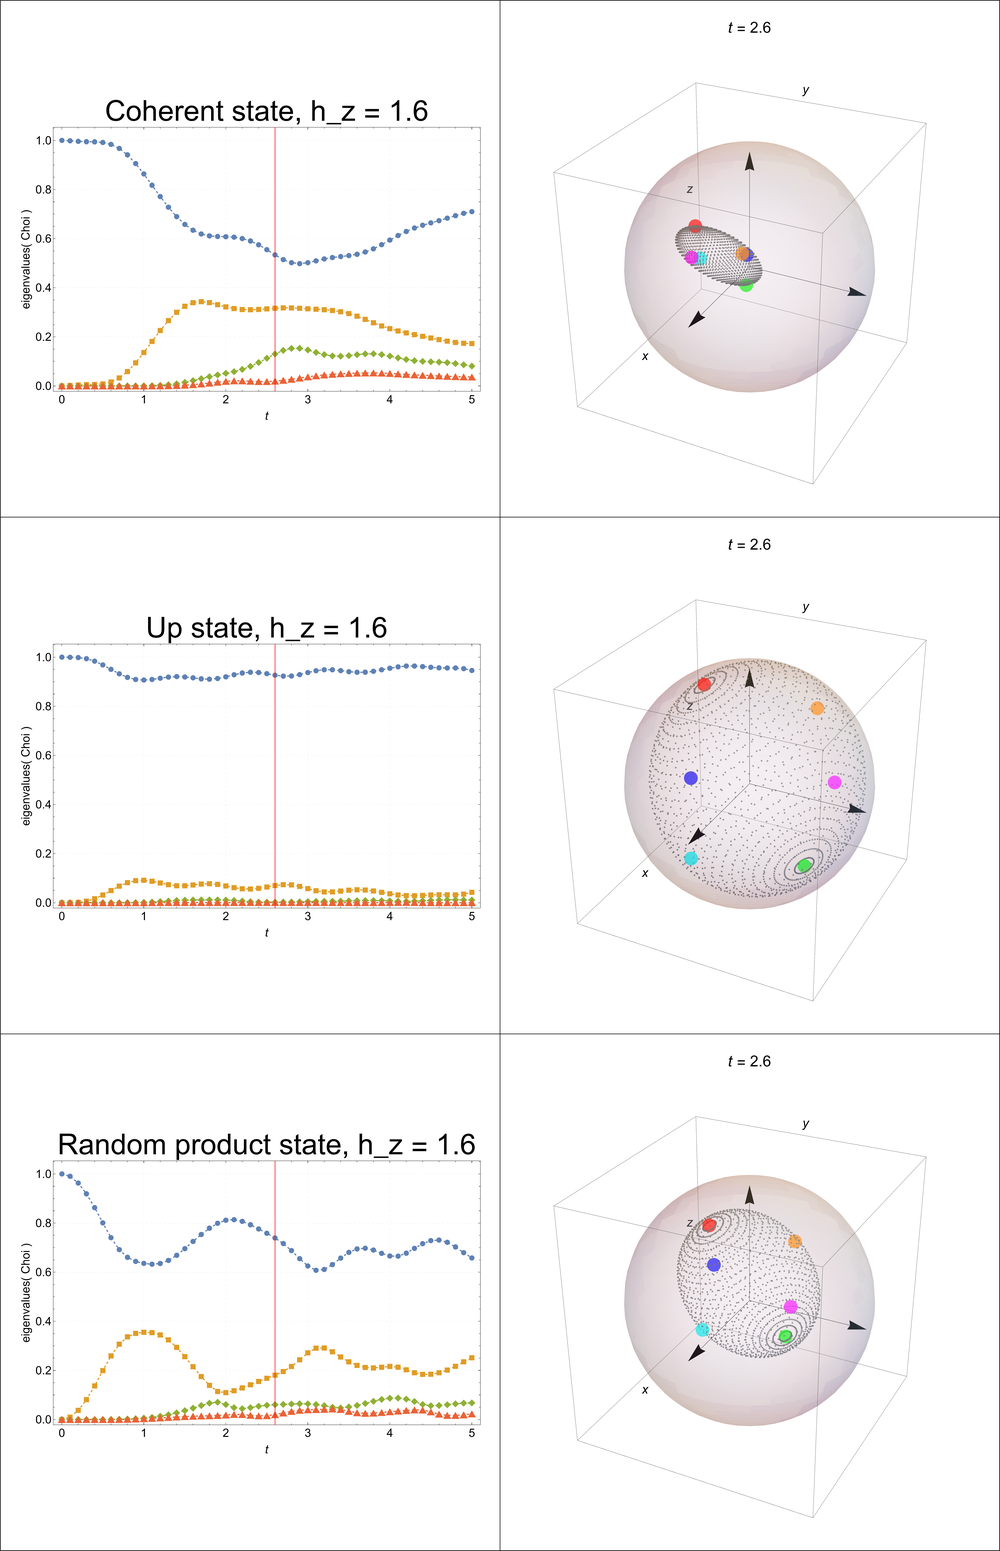 Coherent state, h_z = 1.6
eigenvalues( Choi )
1.0
0.8
0.6
0.4
0.2
0.0
0 1 2 3 4 5
t
t = 2.6
y
z
x
Up state, h_z = 1.6
eigenvalues( Choi )
1.0
0.8
0.6
0.4
0.2
0.0
0 1 2 3 4 5
t
t = 2.6
y
z
x
Random product state, h_z = 1.6
eigenvalues( Choi )
1.0
0.8
0.6
0.4
0.2
0.0
0 1 2 3 4 5
t
t = 2.6
y
z
x